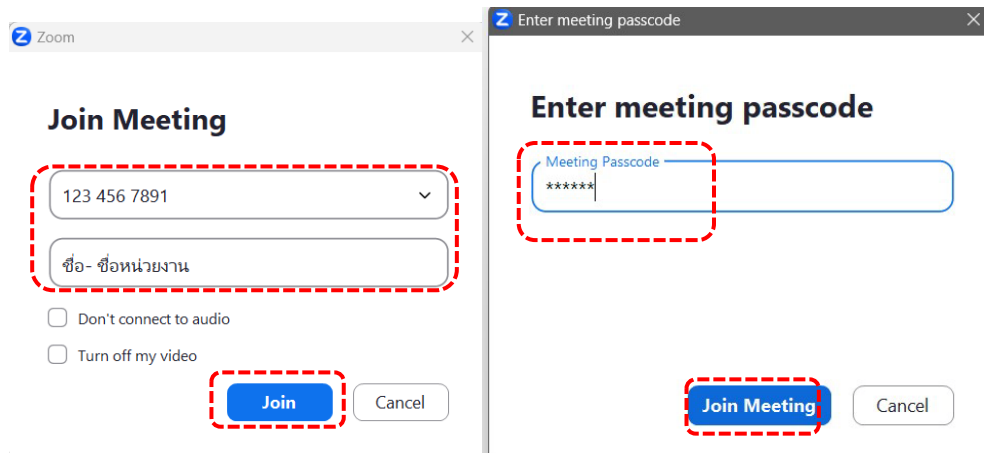 Zoom
Join Meeting
123 456 7891
ชื่อ- ชื่อหน่วยงาน
Don't connect to audio
Turn off my video
Join
Cancel
Enter meeting passcode
Enter meeting passcode
Meeting Passcode
******
Join Meeting
Cancel